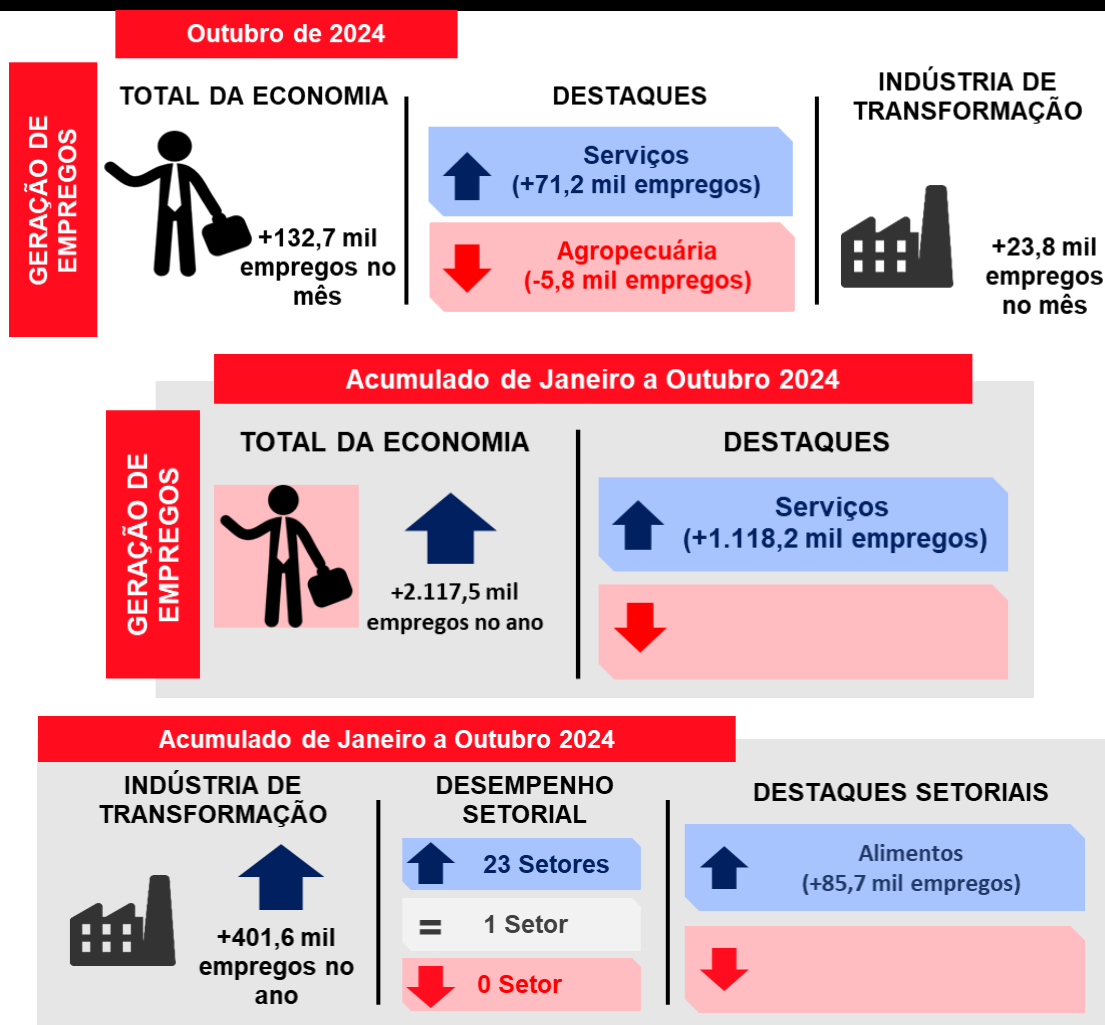 Outubro de 2024
GERAÇÃO DE
EMPREGOS
TOTAL DA ECONOMIA
+132,7 mil
empregos no
mês
DESTAQUES
Serviços
(+71,2 mil empregos)
Agropecuária
(-5,8 mil empregos)
INDÚSTRIA DE
TRANSFORMAÇÃO
+23,8 mil
empregos
no mês
Acumulado de Janeiro a Outubro 2024
GERAÇÃO DE
EMPREGOS
TOTAL DA ECONOMIA
+2.117,5 mil
empregos no ano
DESTAQUES
Serviços
(+1.118,2 mil empregos)
Acumulado de Janeiro a Outubro 2024
INDÚSTRIA DE
TRANSFORMAÇÃO
+401,6 mil
empregos no
ano
DESEMPENHO
SETORIAL
23 Setores
= 1 Setor
0 Setor
DESTAQUES SETORIAIS
Alimentos
(+85,7 mil empregos)